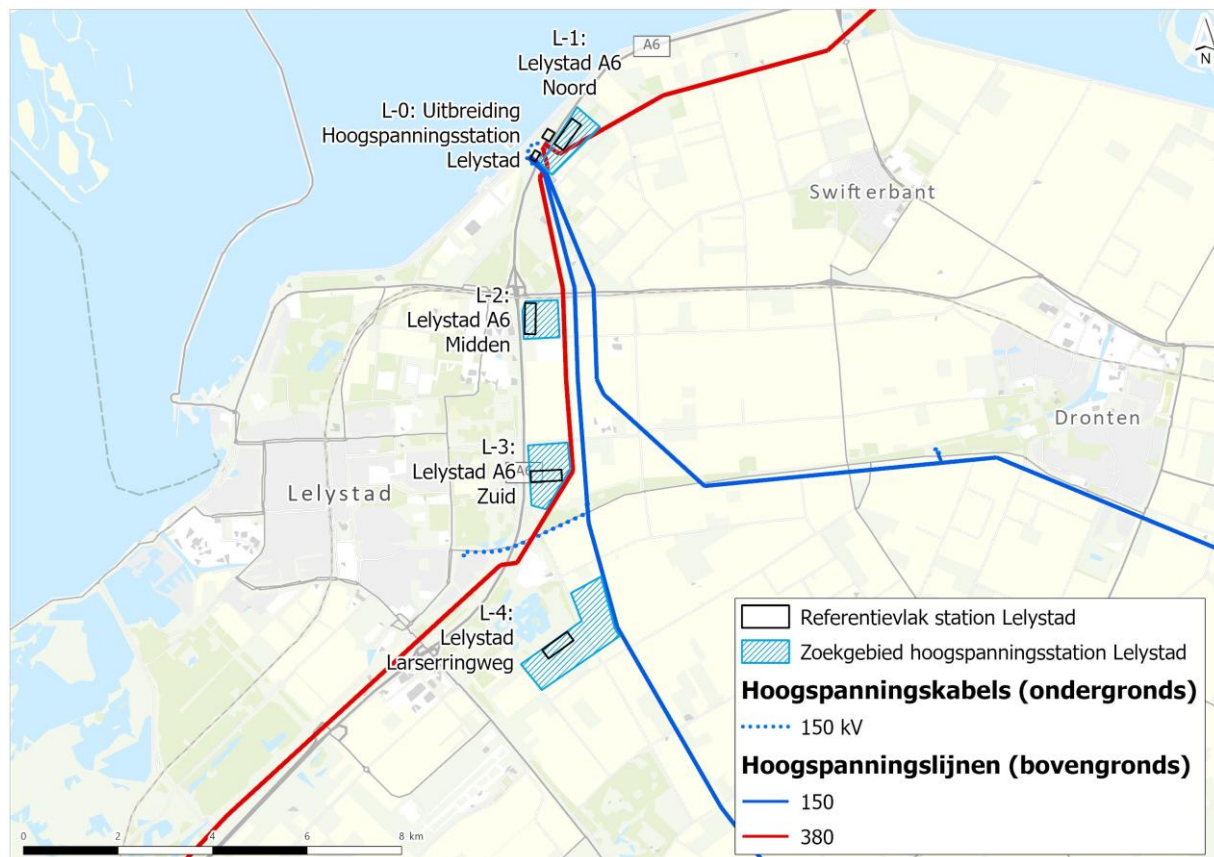 L-1:
Lelystad A6
Noord
A6
N
L-0: Uitbreiding
Hoogspanningsstation
Lelystad
Swifterbant
L-2:
Lelystad A6
Midden
Dronten
L-3:
Lelystad A6
Zuid
A6
Lelystad
L-4:
Lelystad
Larserringweg
Referentievlak station Lelystad
Zoekgebied hoogspanningsstation Lelystad
Hoogspanningskabels (ondergronds)
150 kV
Hoogspanningslijnen (bovengronds)
150
380
0 2 4 6 8 km